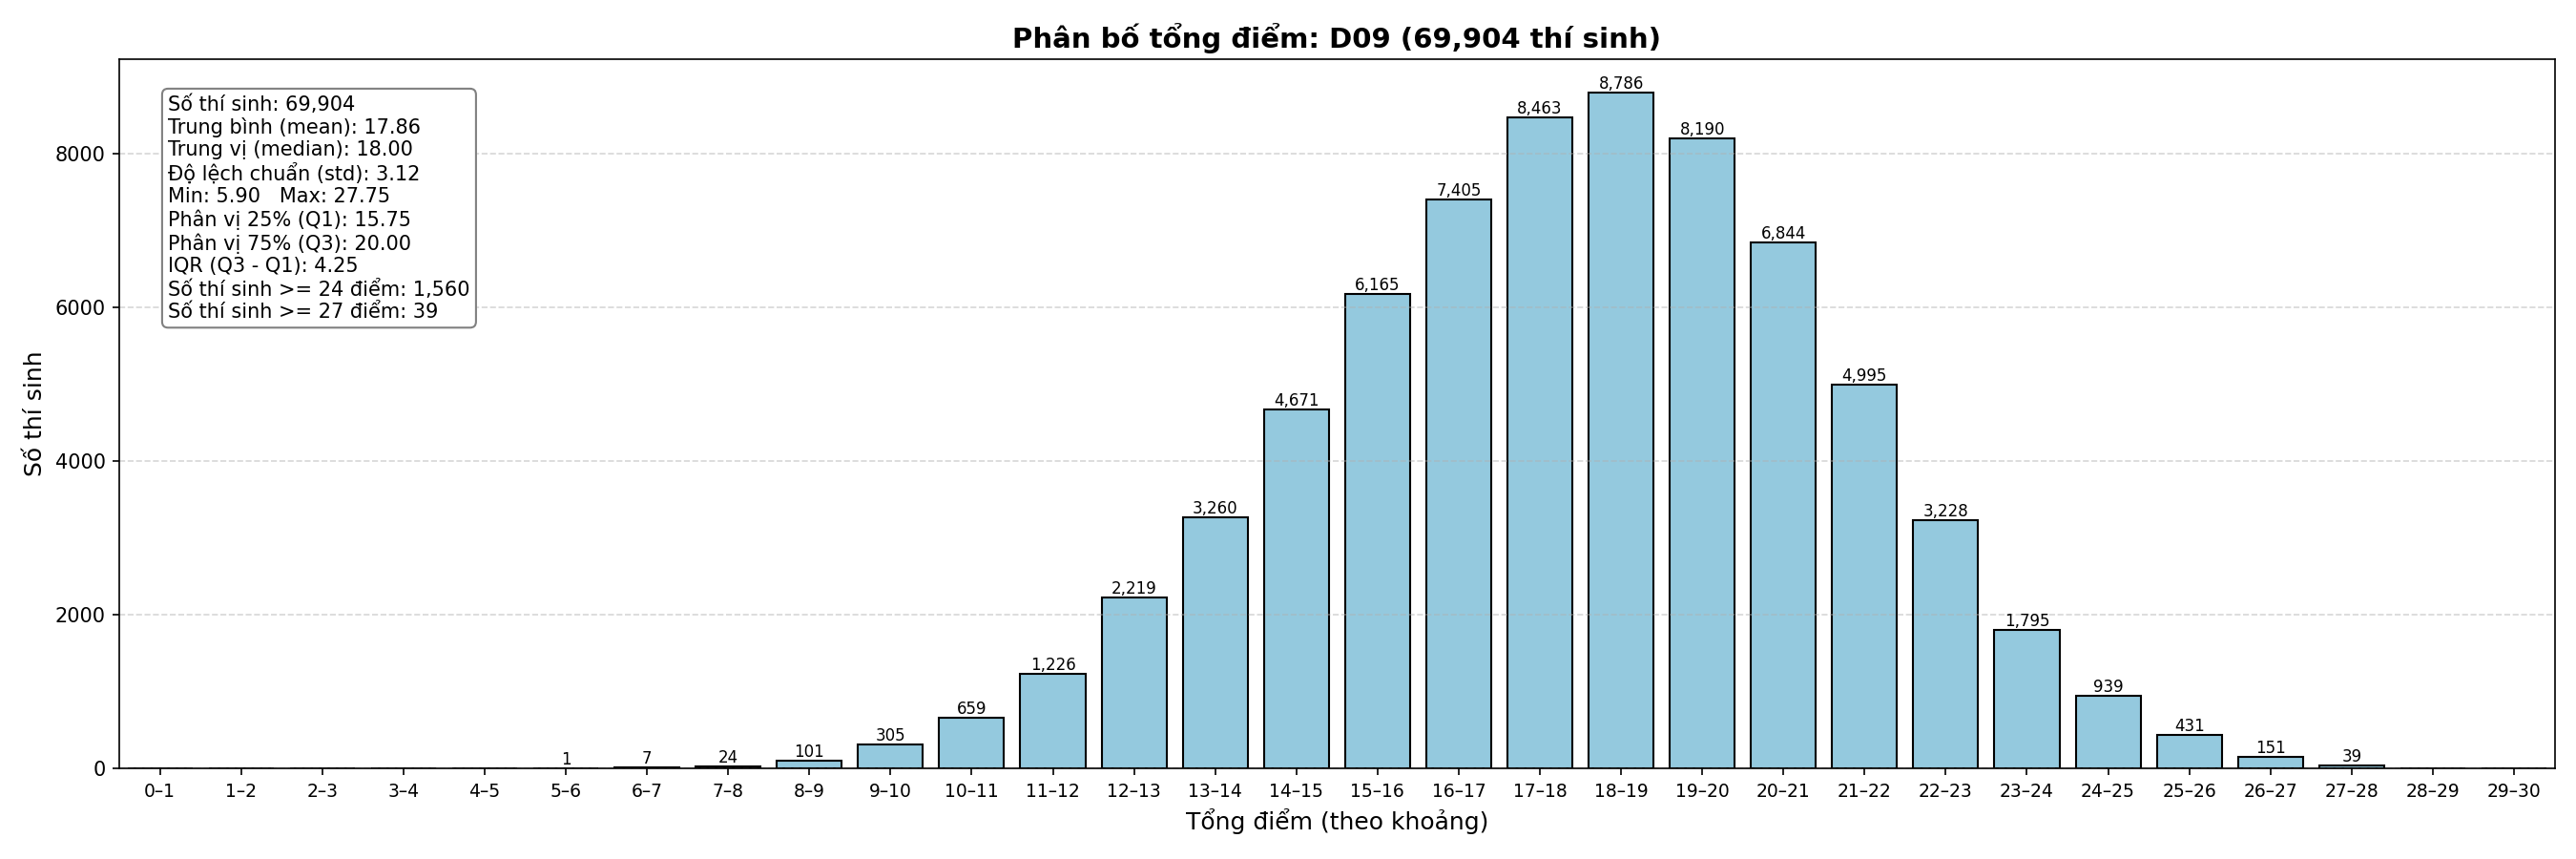 Phân bố tổng điểm: D09 (69,904 thí sinh)
Số thí sinh: 69,904
Trung bình (mean): 17.86
Trung vị (median): 18.00
Độ lệch chuẩn (std): 3.12
Min: 5.90   Max: 27.75
Phân vị 25% (Q1): 15.75
Phân vị 75% (Q3): 20.00
IQR (Q3 - Q1): 4.25
Số thí sinh >= 24 điểm: 1,560
Số thí sinh >= 27 điểm: 39
Số thí sinh
8000
6000
4000
2000
0
1
7
24
101
305
659
1,226
2,219
3,260
4,671
6,165
7,405
8,463
8,786
8,190
6,844
4,995
3,228
1,795
939
431
151
39
0–1 1–2 2–3 3–4 4–5 5–6 6–7 7–8 8–9 9–10 10–11 11–12 12–13 13–14 14–15 15–16 16–17 17–18 18–19 19–20 20–21 21–22 22–23 23–24 24–25 25–26 26–27 27–28 28–29 29–30
Tổng điểm (theo khoảng)